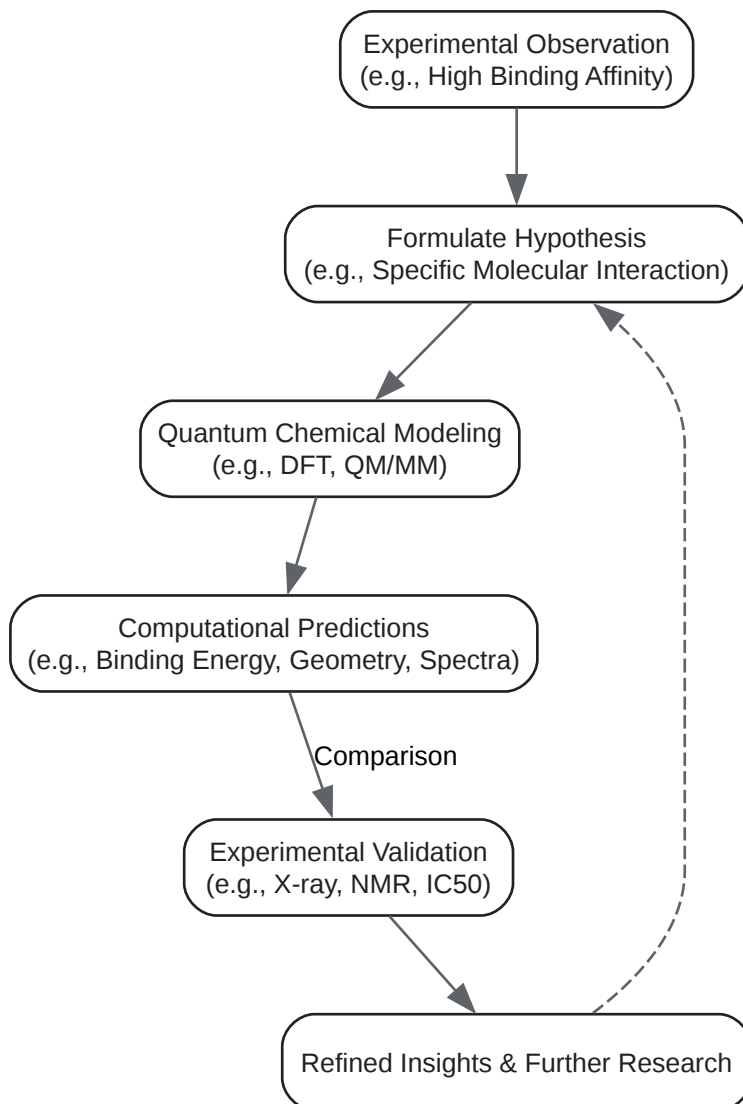 Experimental Observation
(e.g., High Binding Affinity)
Formulate Hypothesis
(e.g., Specific Molecular Interaction)
Quantum Chemical Modeling
(e.g., DFT, QM/MM)
Computational Predictions
(e.g., Binding Energy, Geometry, Spectra)
Comparison
Experimental Validation
(e.g., X-ray, NMR, IC50)
Refined Insights & Further Research